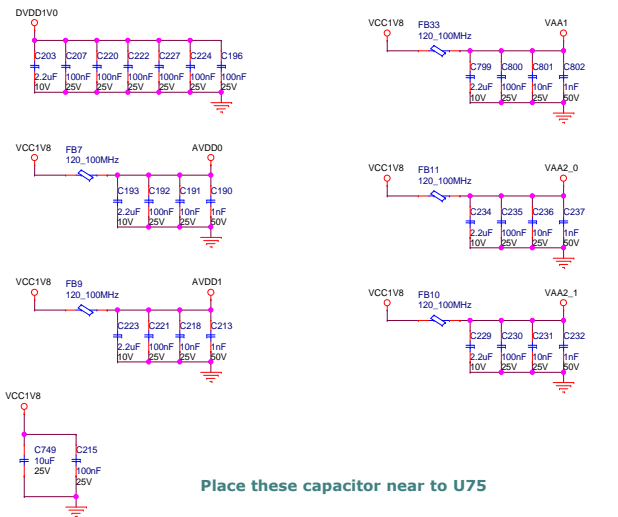 DVDD1V0
C203 C207 C220 C222 C227 C224 C196
2.2uF 100nF 100nF 100nF 100nF 100nF 100nF
10V 25V 25V 25V 25V 25V 25V
VCC1V8 FB33 VAA1
120_100MHz
C799 C800 C801 C802
2.2uF 100nF 10nF 1nF
10V 25V 25V 50V
VCC1V8 FB7 AVDD0
120_100MHz
C193 C192 C191 C190
2.2uF 100nF 10nF 1nF
10V 25V 25V 50V
VCC1V8 FB11 VAA2_0
120_100MHz
C234 C235 C236 C237
2.2uF 100nF 10nF 1nF
10V 25V 25V 50V
VCC1V8 FB9 AVDD1
120_100MHz
C223 C221 C218 C213
2.2uF 100nF 10nF 1nF
10V 25V 25V 50V
VCC1V8 FB10 VAA2_1
120_100MHz
C229 C230 C231 C232
2.2uF 100nF 10nF 1nF
10V 25V 25V 50V
VCC1V8
C749 C215
10uF 100nF
25V 25V
Place these capacitor near to U75